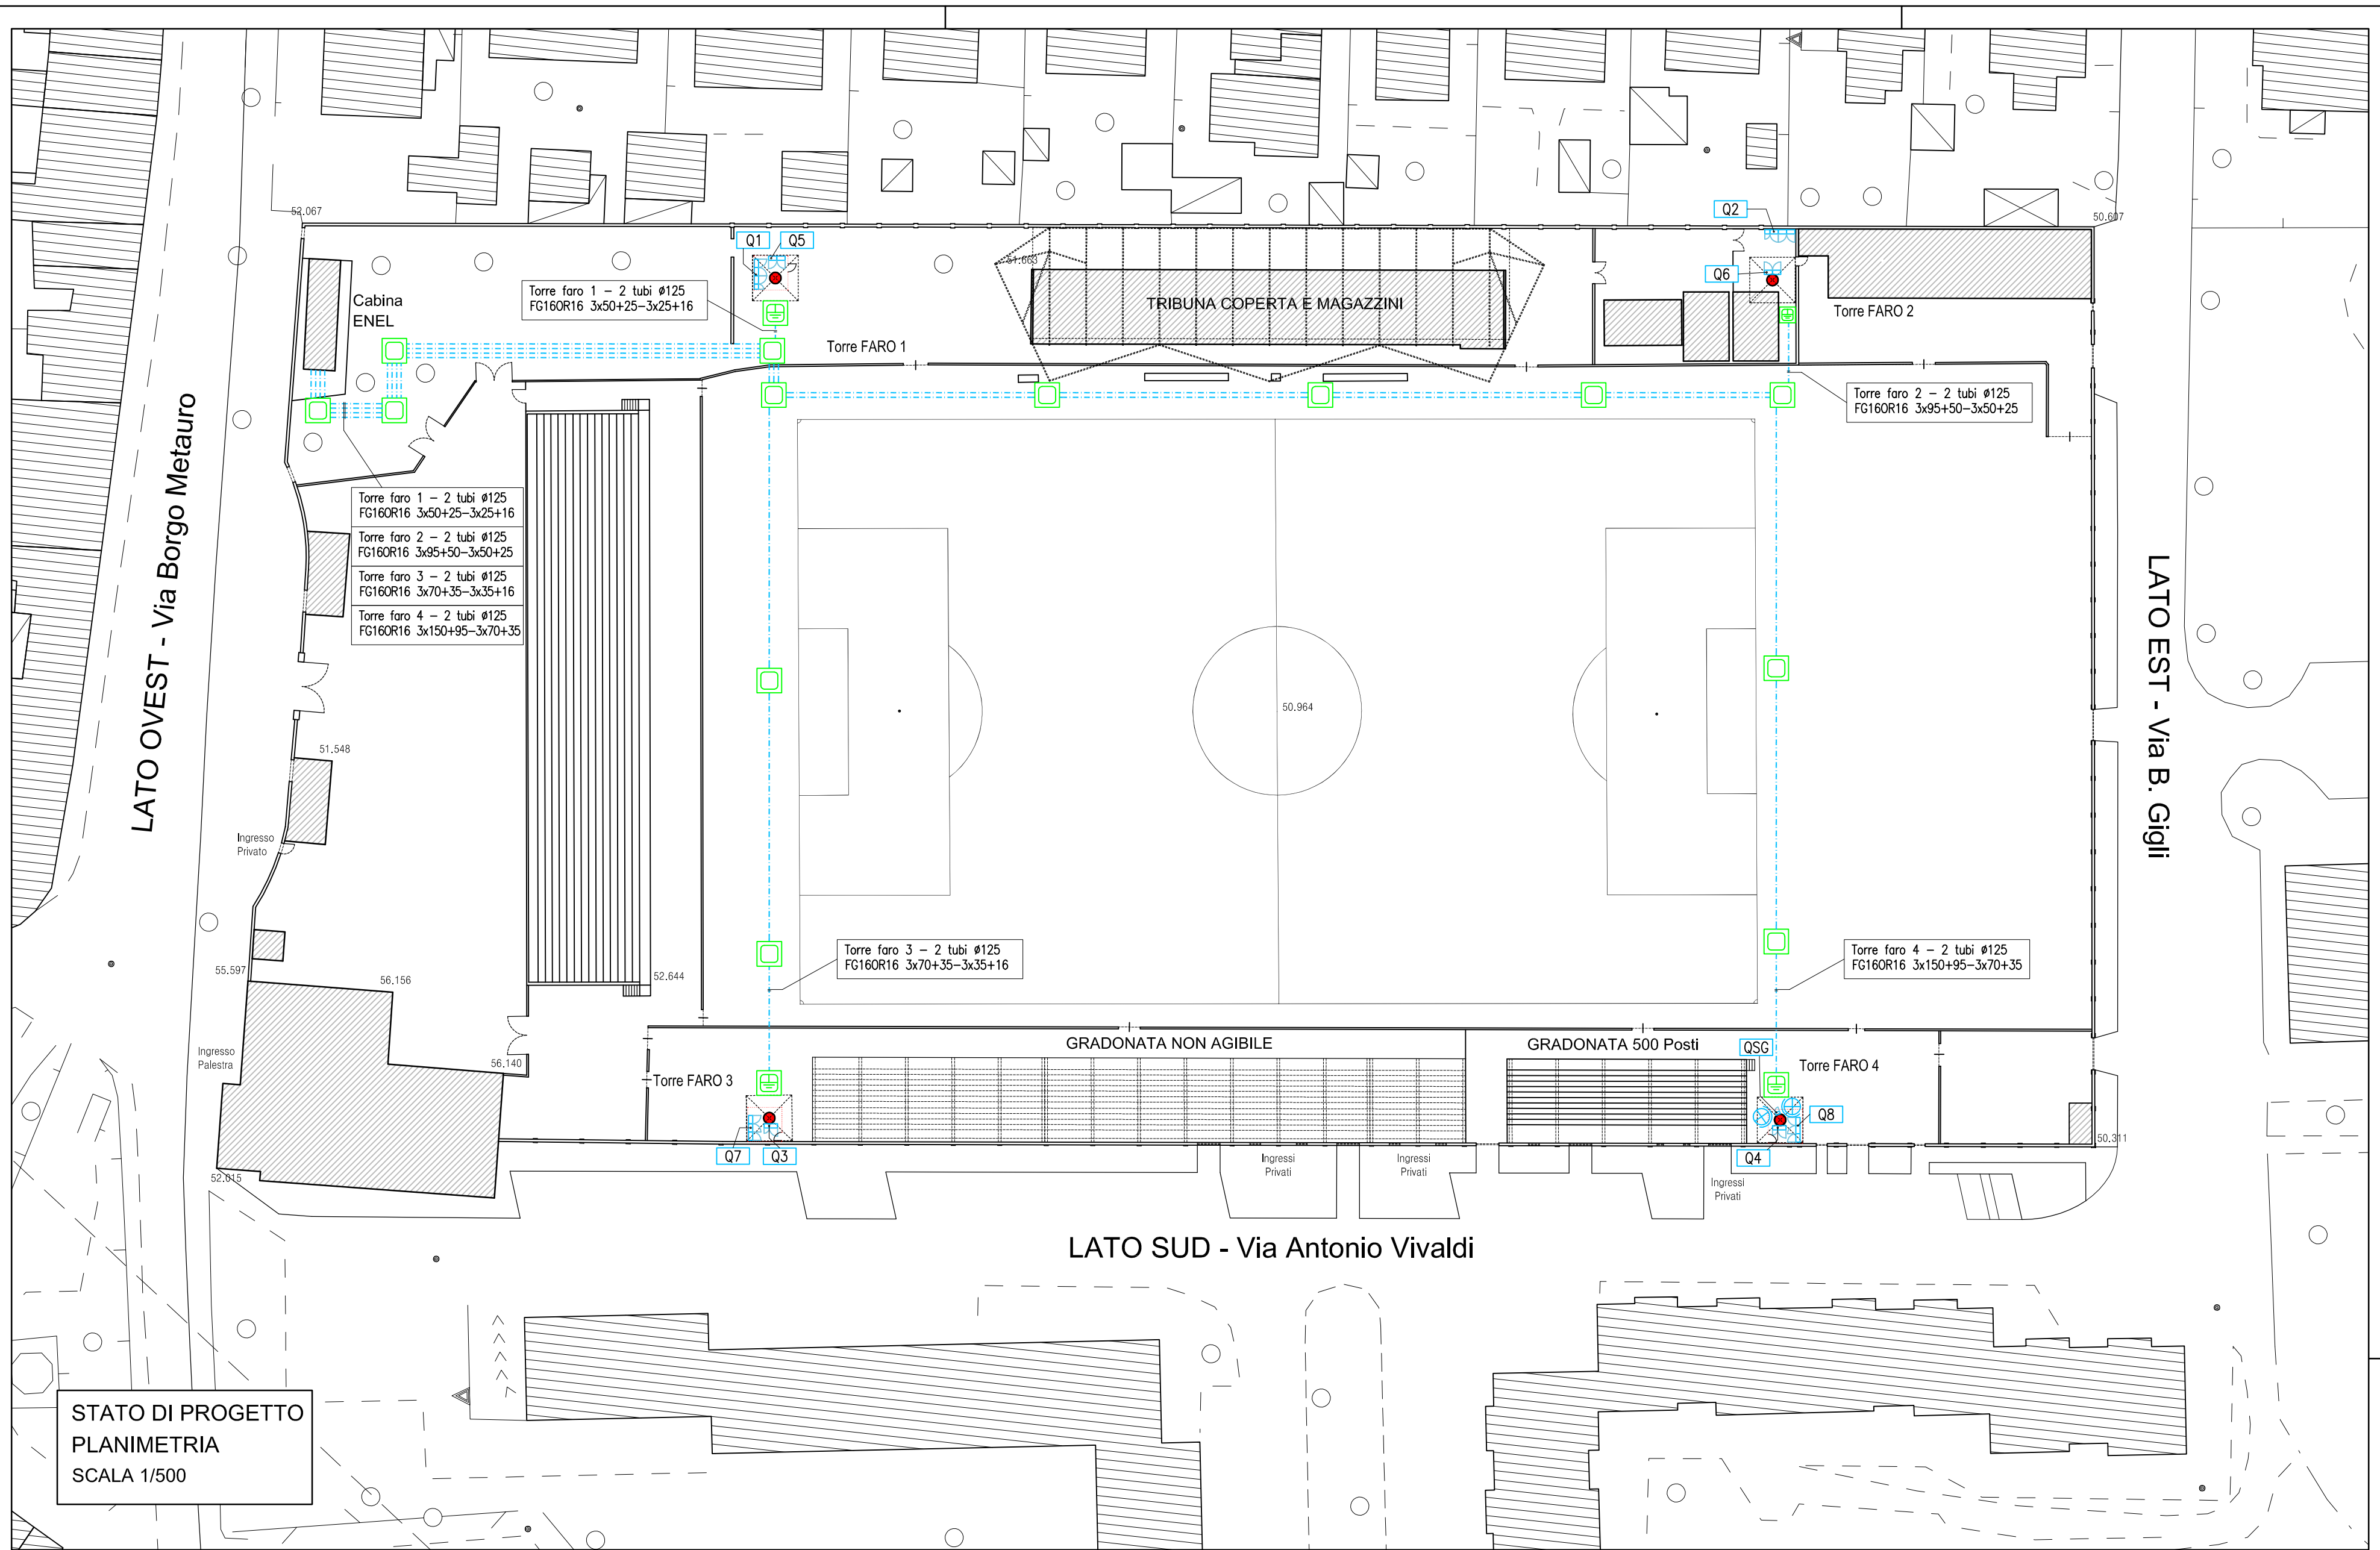 52.067
50.607
Q2
Q1
Q5
Q6
51.663
Cabina
ENEL
Torre faro 1 – 2 tubi ø125
FG16OR16 3x50+25–3x25+16
TRIBUNA COPERTA E MAGAZZINI
Torre FARO 2
Torre FARO 1
Torre faro 2 – 2 tubi ø125
FG16OR16 3x95+50–3x50+25
LATO OVEST - Via Borgo Metauro
Torre faro 1 – 2 tubi ø125
FG16OR16 3x50+25–3x25+16
Torre faro 2 – 2 tubi ø125
FG16OR16 3x95+50–3x50+25
Torre faro 3 – 2 tubi ø125
FG16OR16 3x70+35–3x35+16
Torre faro 4 – 2 tubi ø125
FG16OR16 3x150+95–3x70+35
LATO EST - Via B. Gigli
50.964
51.548
Ingresso
Privato
55.597
56.156
52.644
Torre faro 3 – 2 tubi ø125
FG16OR16 3x70+35–3x35+16
Torre faro 4 – 2 tubi ø125
FG16OR16 3x150+95–3x70+35
Ingresso
Palestra
56.140
GRADONATA NON AGIBILE
GRADONATA 500 Posti
QSG
Torre FARO 3
Torre FARO 4
Q8
Q7
Q3
Q4
50.311
52.015
Ingressi
Privati
Ingressi
Privati
Ingressi
Privati
LATO SUD - Via Antonio Vivaldi
STATO DI PROGETTO
PLANIMETRIA
SCALA 1/500